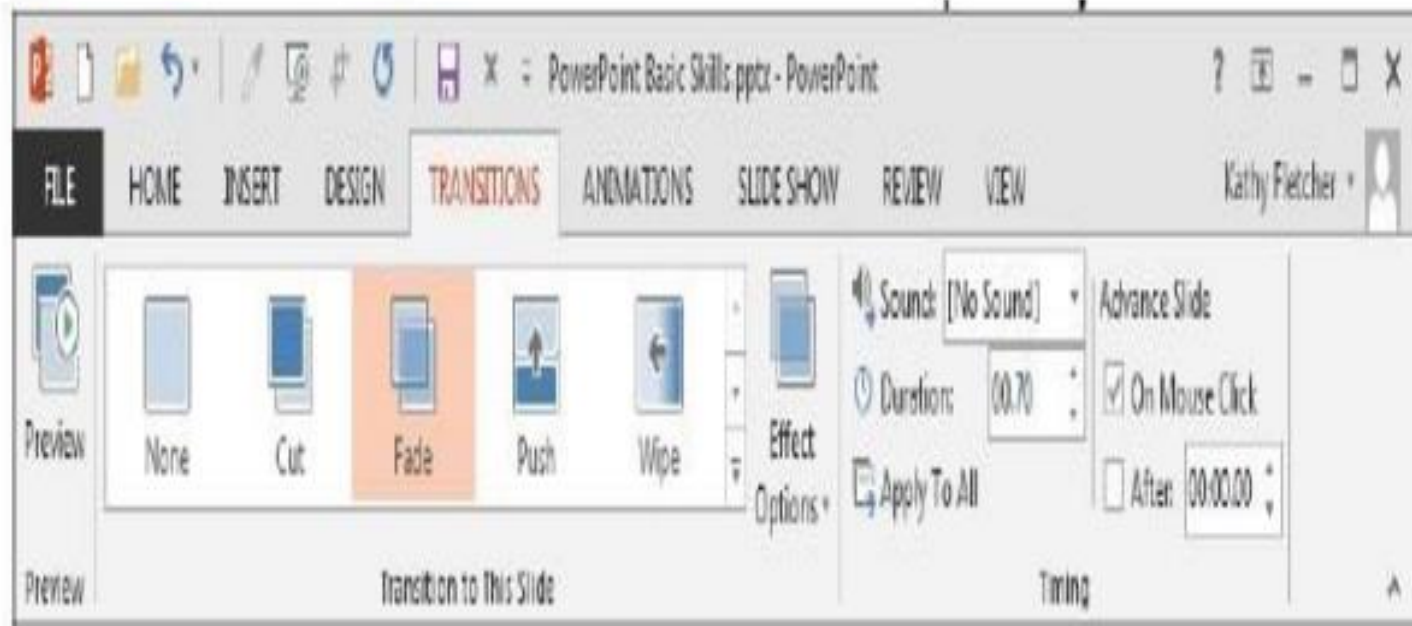 PowerPoint Basic Skills.pptx - PowerPoint
?
FILE HOME INSERT DESIGN TRANSITIONS ANIMATIONS SLIDE SHOW REVIEW VIEW Kathy Fletcher
Preview
None Cut Fade Push Wipe
Effect Options
Sound: [No Sound]
Duration: 00.70
Apply To All
Advance Slide
On Mouse Click
After: 00:00.00
Preview Transition to This Slide Timing